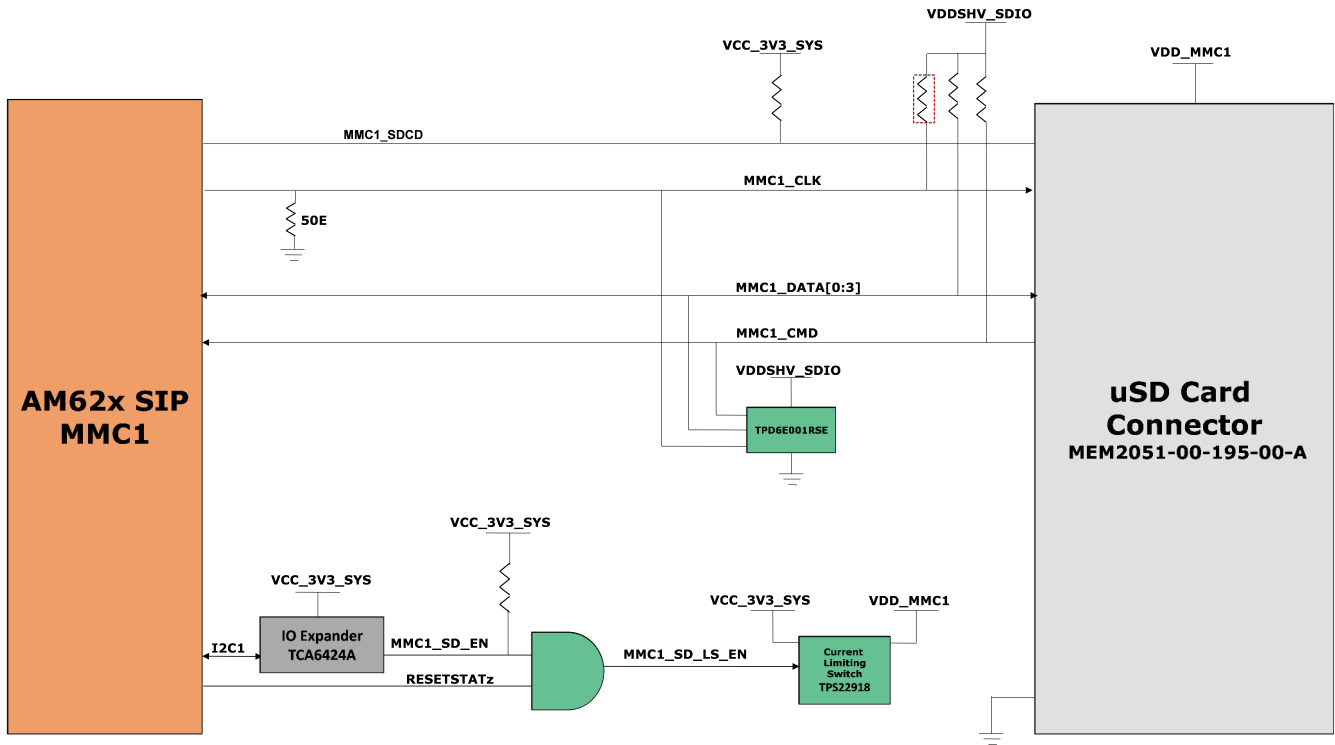 VDDSHV_SDIO
VCC_3V3_SYS
VDD_MMC1
MMC1_SDCD
MMC1_CLK
50E
MMC1_DATA[0:3]
MMC1_CMD
VDDSHV_SDIO
AM62x SIP
MMC1
TPD6E001RSE
uSD Card
Connector
MEM2051-00-195-00-A
VCC_3V3_SYS
VCC_3V3_SYS
VCC_3V3_SYS
VDD_MMC1
I2C1
IO Expander
TCA6424A
MMC1_SD_EN
MMC1_SD_LS_EN
RESETSTATz
Current
Limiting
Switch
TPS22918